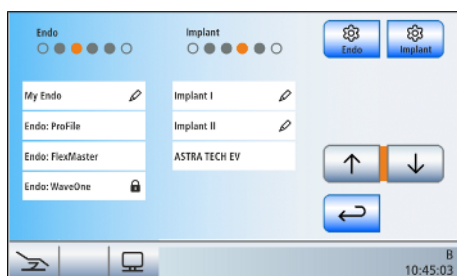 Endo
Implant
Endo
Implant
My Endo
Implant I
Endo: ProFile
Implant II
Endo: FlexMaster
ASTRA TECH EV
Endo: WaveOne
B
10:45:03